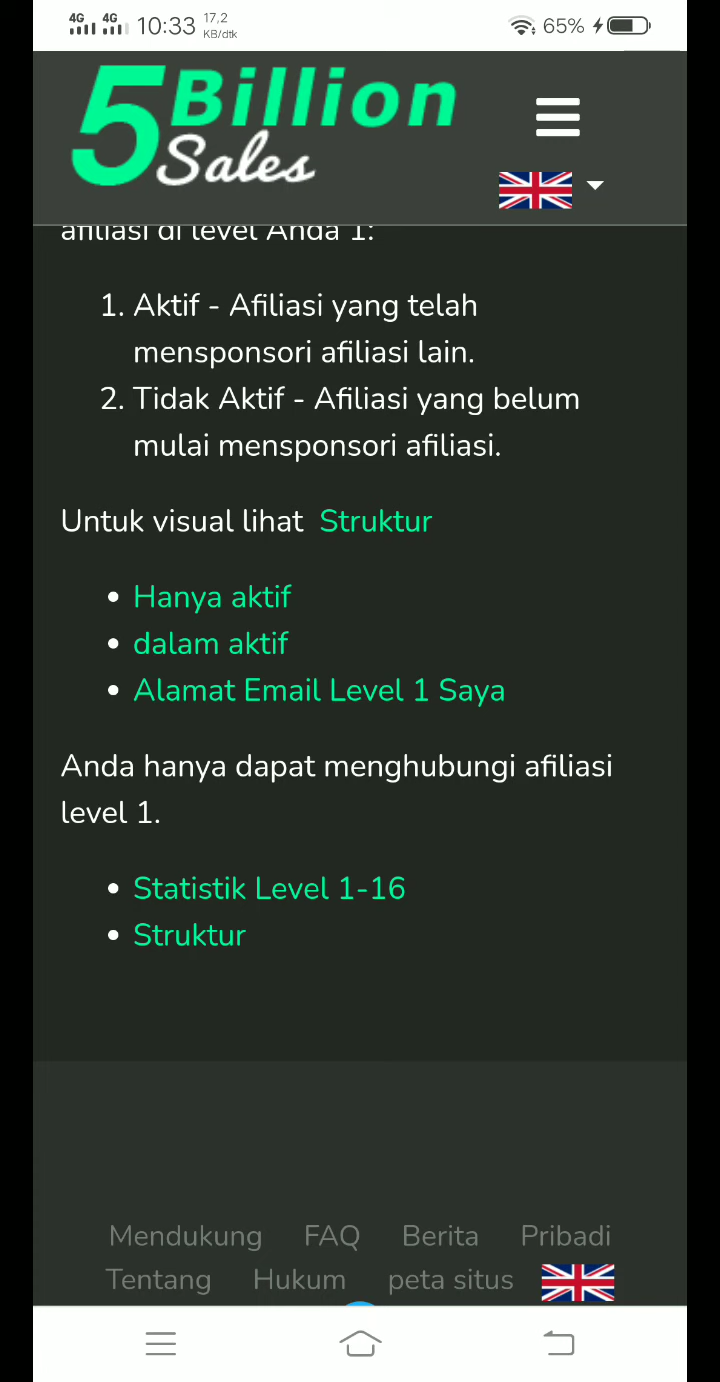 4G 4G 10:33 17,2 KB/dtk 65%
5 Billion
Sales
afiliasi di level Anda 1:
1. Aktif - Afiliasi yang telah
mensponsori afiliasi lain.
2. Tidak Aktif - Afiliasi yang belum
mulai mensponsori afiliasi.
Untuk visual lihat Struktur
• Hanya aktif
• dalam aktif
• Alamat Email Level 1 Saya
Anda hanya dapat menghubungi afiliasi
level 1.
• Statistik Level 1-16
• Struktur
Mendukung FAQ Berita Pribadi
Tentang Hukum peta situs